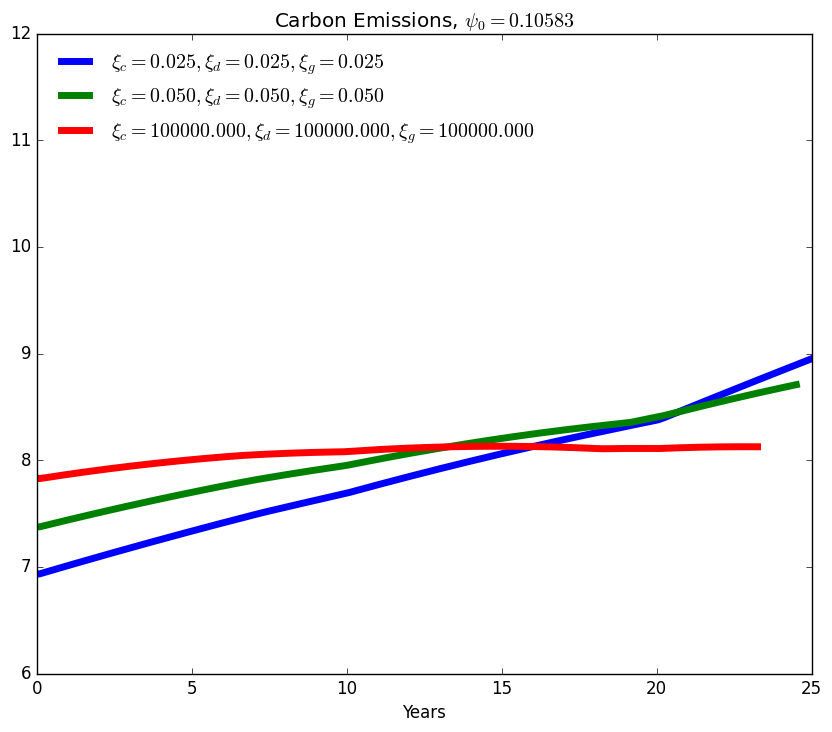 Carbon Emissions, $\psi_0 = 0.10583$
12
$\xi_c = 0.025, \xi_d = 0.025, \xi_g = 0.025$
$\xi_c = 0.050, \xi_d = 0.050, \xi_g = 0.050$
$\xi_c = 100000.000, \xi_d = 100000.000, \xi_g = 100000.000$
11
10
9
8
7
6
0 5 10 15 20 25
Years